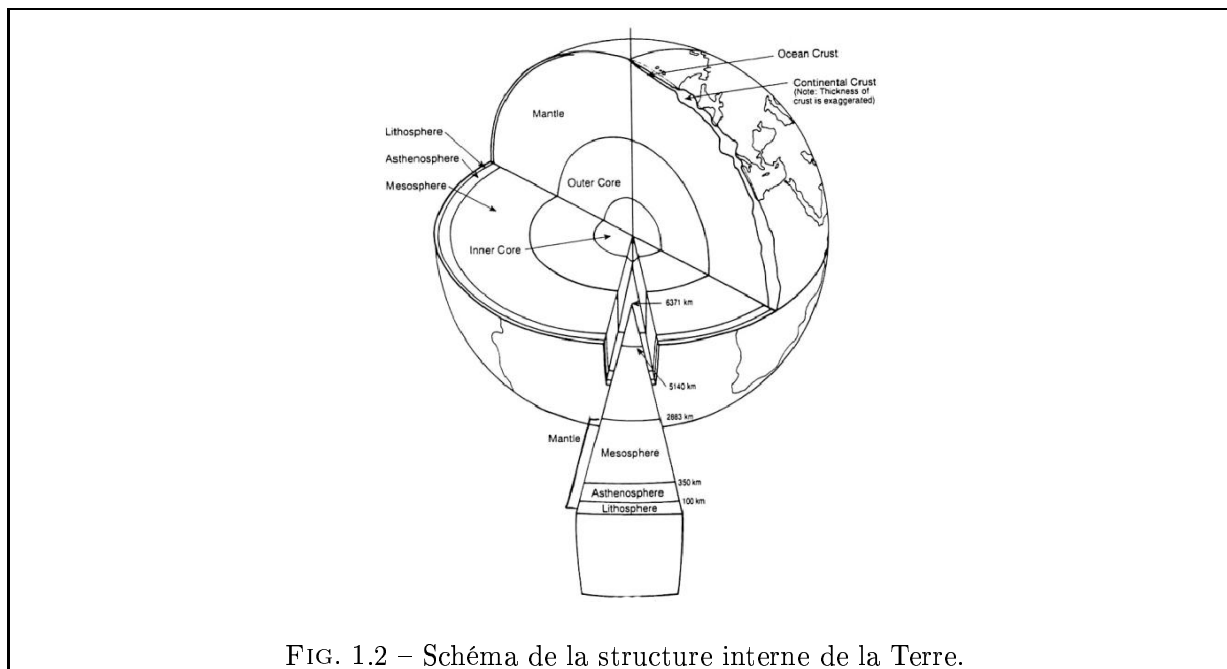 Ocean Crust
Continental Crust
(Note: Thickness of
crust is exaggerated)
Mantle
Lithosphere
Asthenosphere
Mesosphere
Outer Core
Inner Core
6371 km
5140 km
2883 km
Mantle
Mesosphere
350 km
Asthenosphere
100 km
Lithosphere
FIG. 1.2 – Schéma de la structure interne de la Terre.